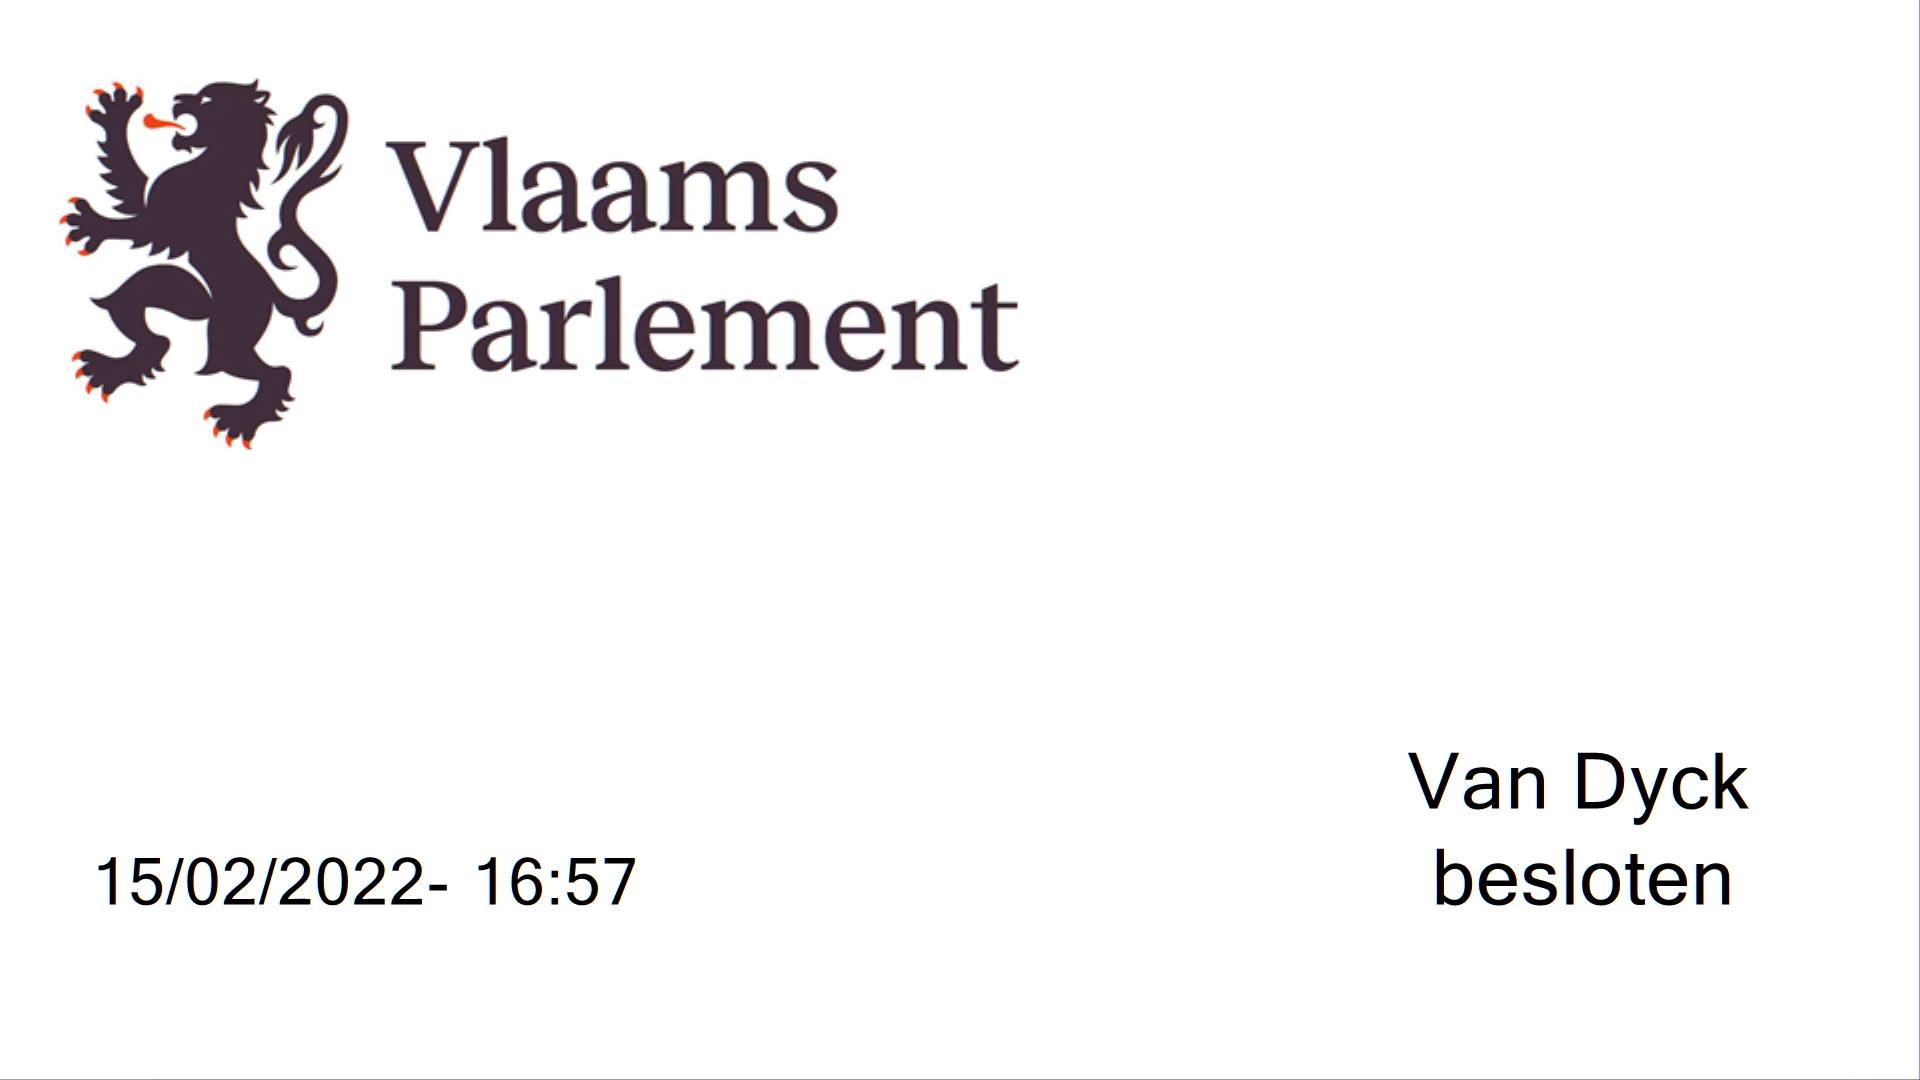 Vlaams
Parlement
Van Dyck
besloten
15/02/2022- 16:57